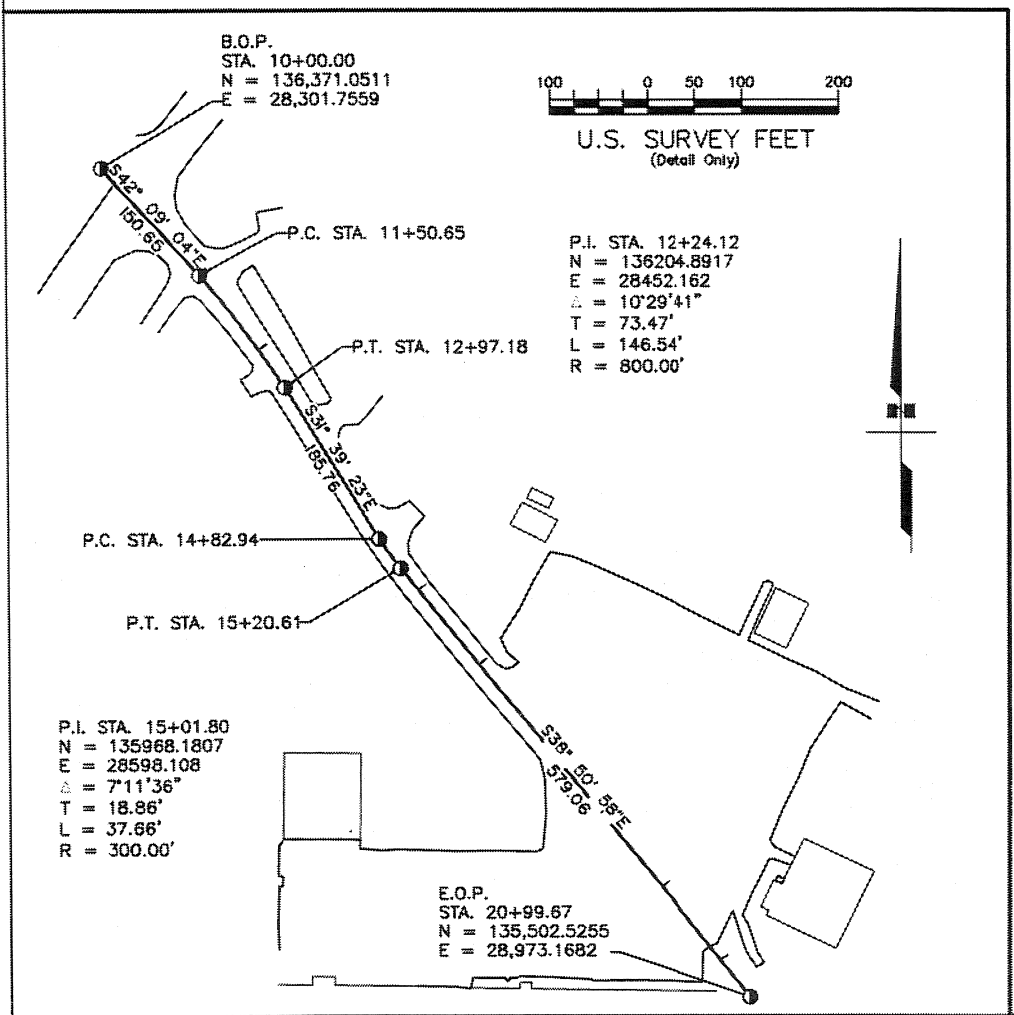 B.O.P.
STA. 10+00.00
N = 136,371.0511
E = 28,301.7559
100 0 50 100 200
U.S. SURVEY FEET
(Detail Only)
S42° 09' 04"E
150.65
P.C. STA. 11+50.65
P.I. STA. 12+24.12
N = 136204.8917
E = 28452.162
Δ = 10°29'41"
T = 73.47'
L = 146.54'
R = 800.00'
P.T. STA. 12+97.18
S31° 39' 23"E
185.76
P.C. STA. 14+82.94
P.T. STA. 15+20.61
P.I. STA. 15+01.80
N = 135968.1807
E = 28598.108
Δ = 7°11'36"
T = 18.86'
L = 37.66'
R = 300.00'
S38° 50' 58"E
579.06
E.O.P.
STA. 20+99.67
N = 135,502.5255
E = 28,973.1682